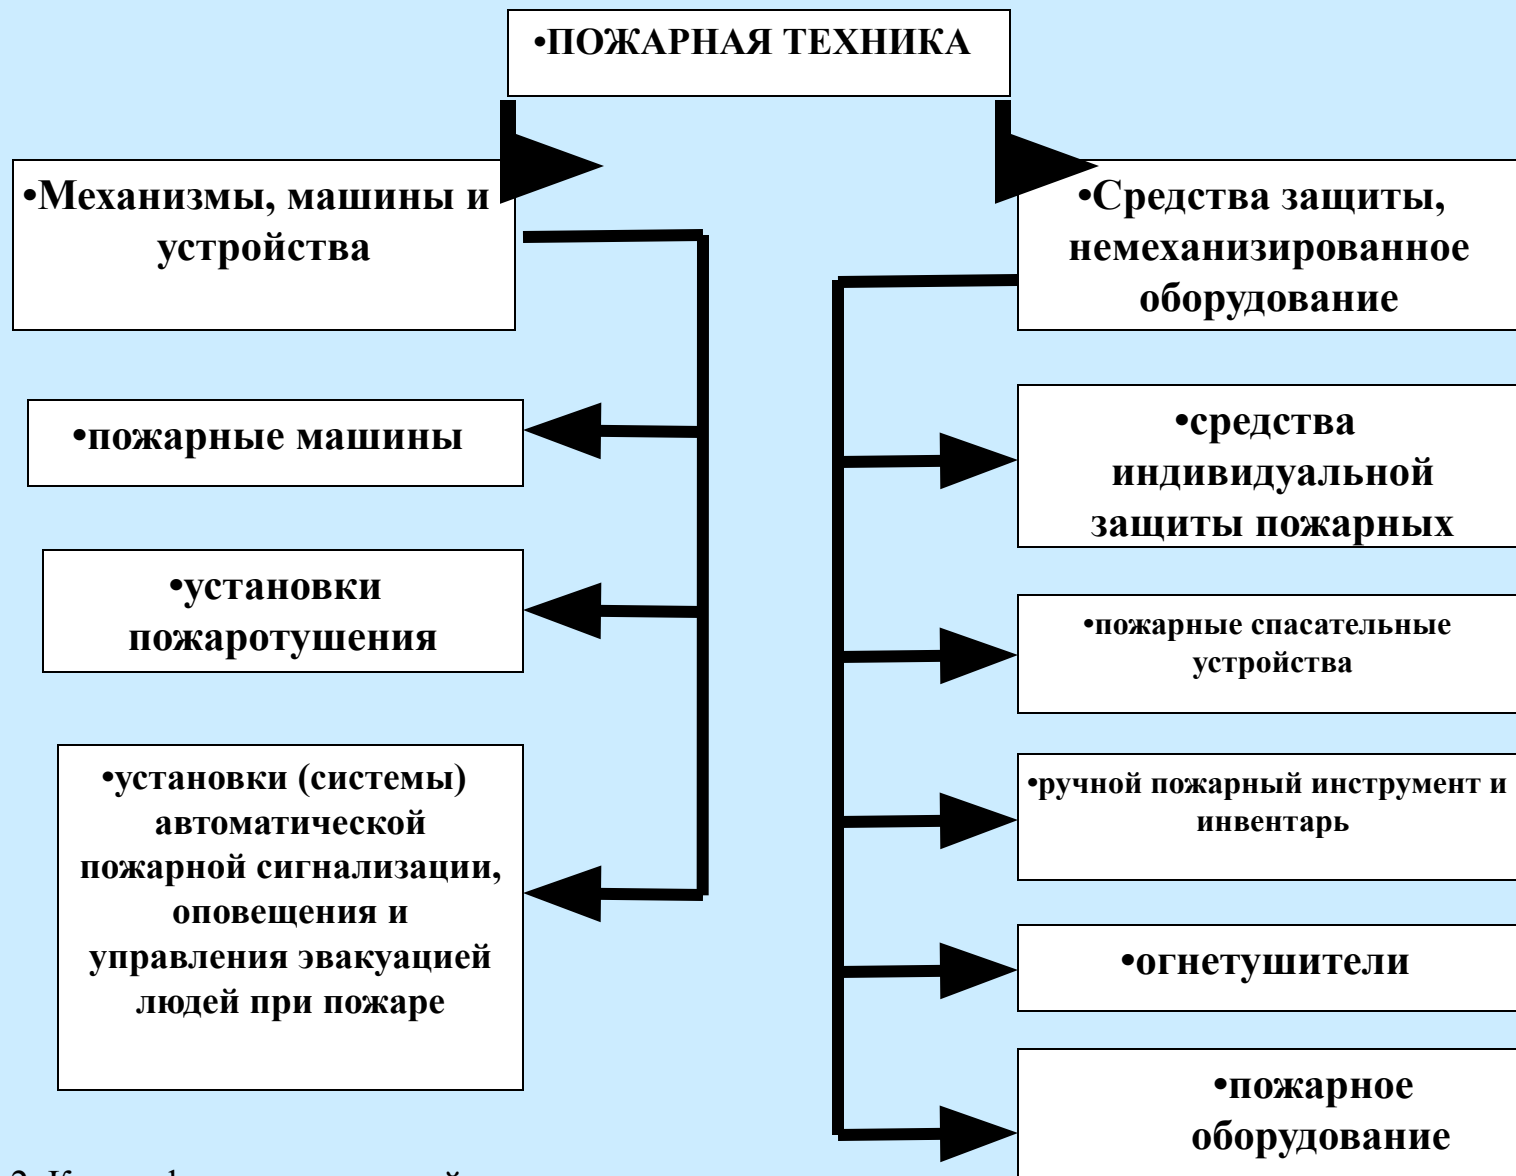 •ПОЖАРНАЯ ТЕХНИКА
•Механизмы, машины и
устройства
•пожарные машины
•установки
пожаротушения
•установки (системы)
автоматической
пожарной сигнализации,
оповещения и
управления эвакуацией
людей при пожаре
•Средства защиты,
немеханизированное
оборудование
•средства
индивидуальной
защиты пожарных
•пожарные спасательные
устройства
•ручной пожарный инструмент и
инвентарь
•огнетушители
•пожарное
оборудование